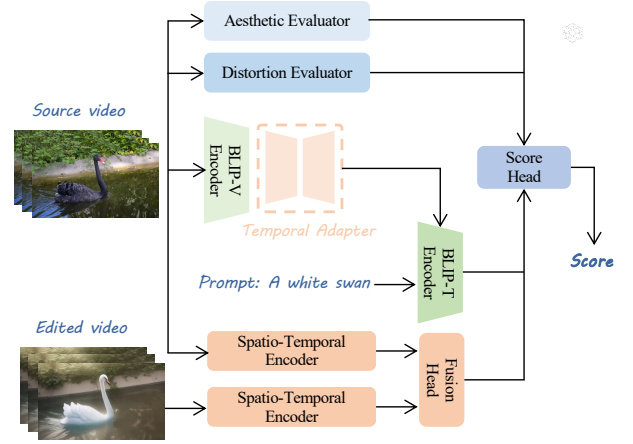 Aesthetic Evaluator
Distortion Evaluator
Source video
BLIP-V
Encoder
Temporal Adapter
Score
Head
BLIP-T
Encoder
Prompt: A white swan
Score
Edited video
Spatio-Temporal
Encoder
Fusion
Head
Spatio-Temporal
Encoder